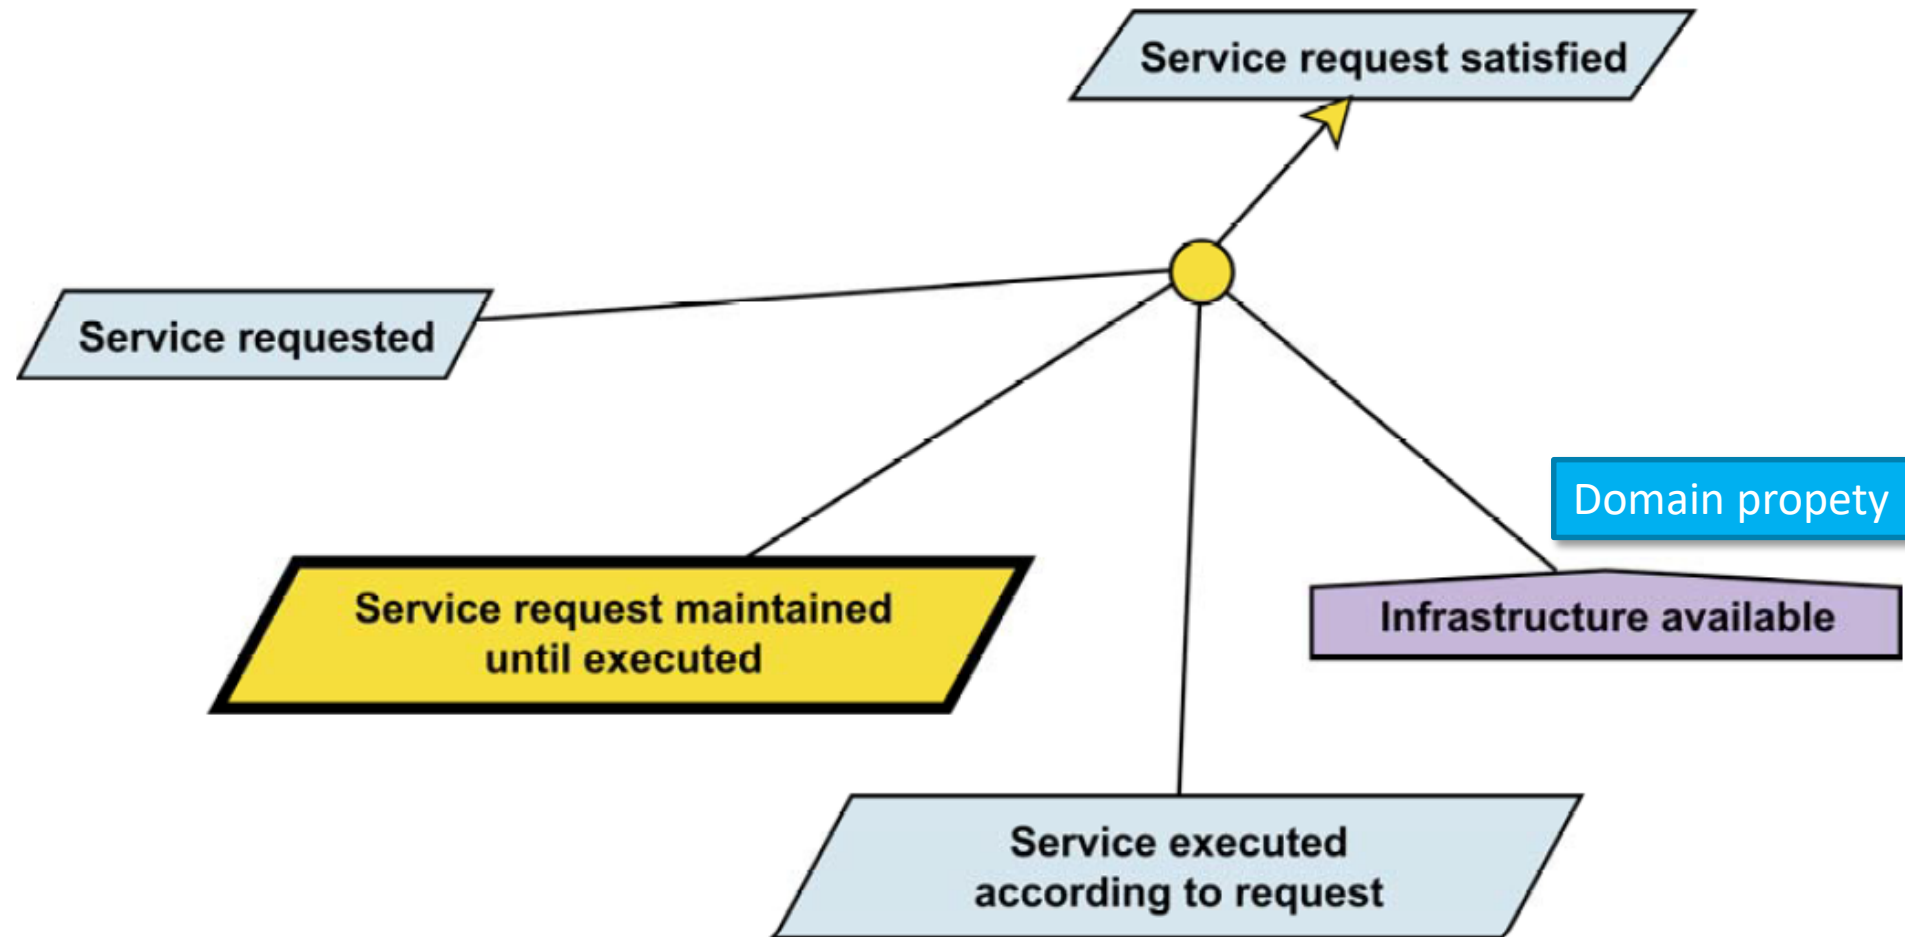 Service request satisfied
Service requested
Domain propety
Service request maintained
until executed
Infrastructure available
Service executed
according to request